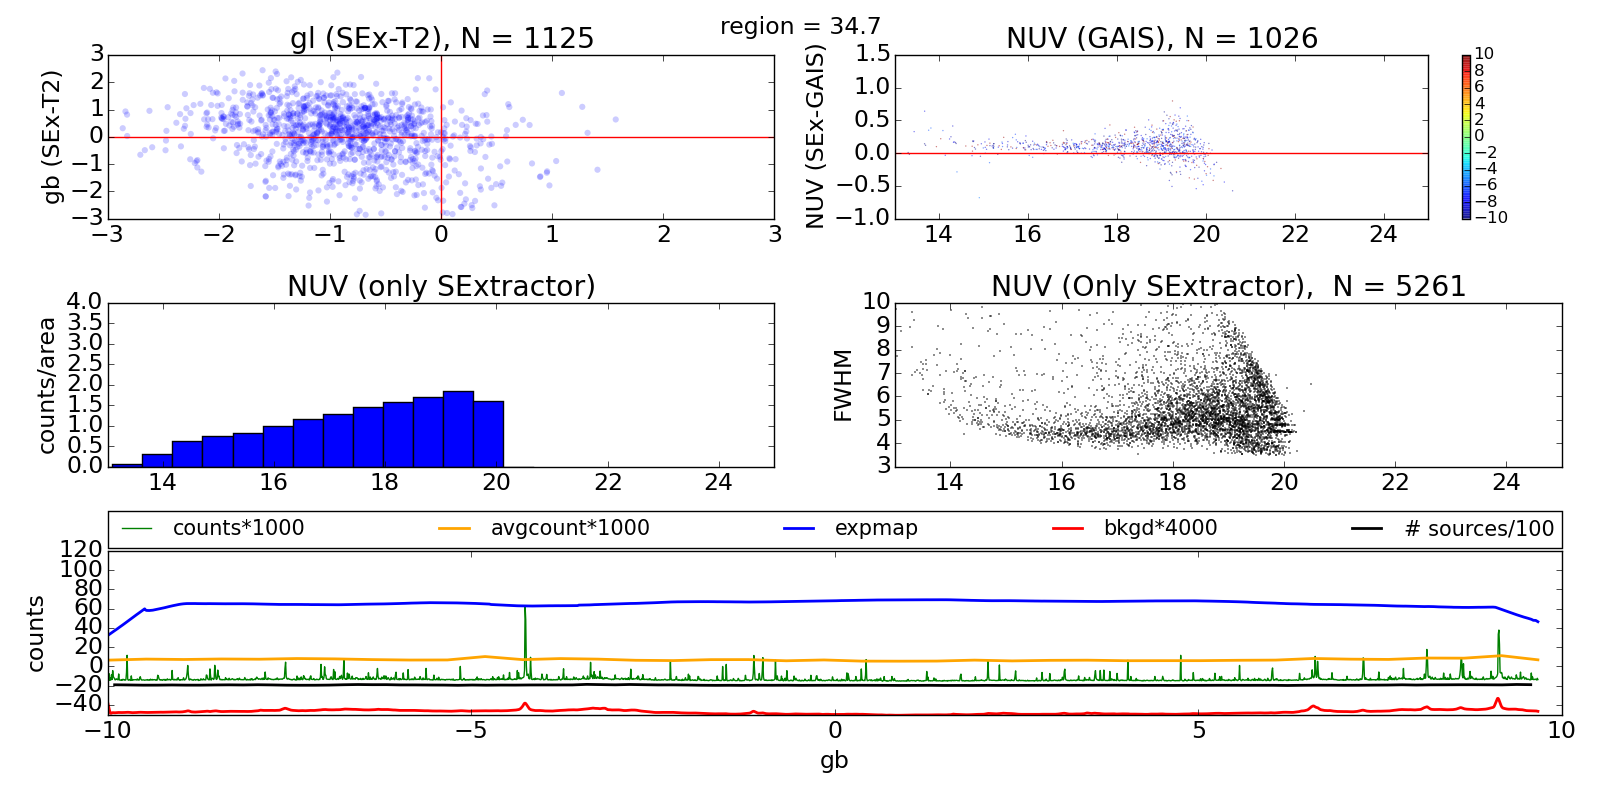 region = 34.7
gl (SEx-T2), N = 1125
gb (SEx-T2)
3
2
1
0
−1
−2
−3
−3 −2 −1 0 1 2 3
NUV (GAIS), N = 1026
NUV (SEx-GAIS)
1.5
1.0
0.5
0.0
−0.5
−1.0
14 16 18 20 22 24
10
8
6
4
2
0
−2
−4
−6
−8
−10
NUV (only SExtractor)
counts/area
4.0
3.5
3.0
2.5
2.0
1.5
1.0
0.5
0.0
14 16 18 20 22 24
NUV (Only SExtractor), N = 5261
FWHM
10
9
8
7
6
5
4
3
14 16 18 20 22 24
counts*1000 avgcount*1000 expmap bkgd*4000 # sources/100
counts
120
100
80
60
40
20
0
−20
−40
−10 −5 0 5 10
gb